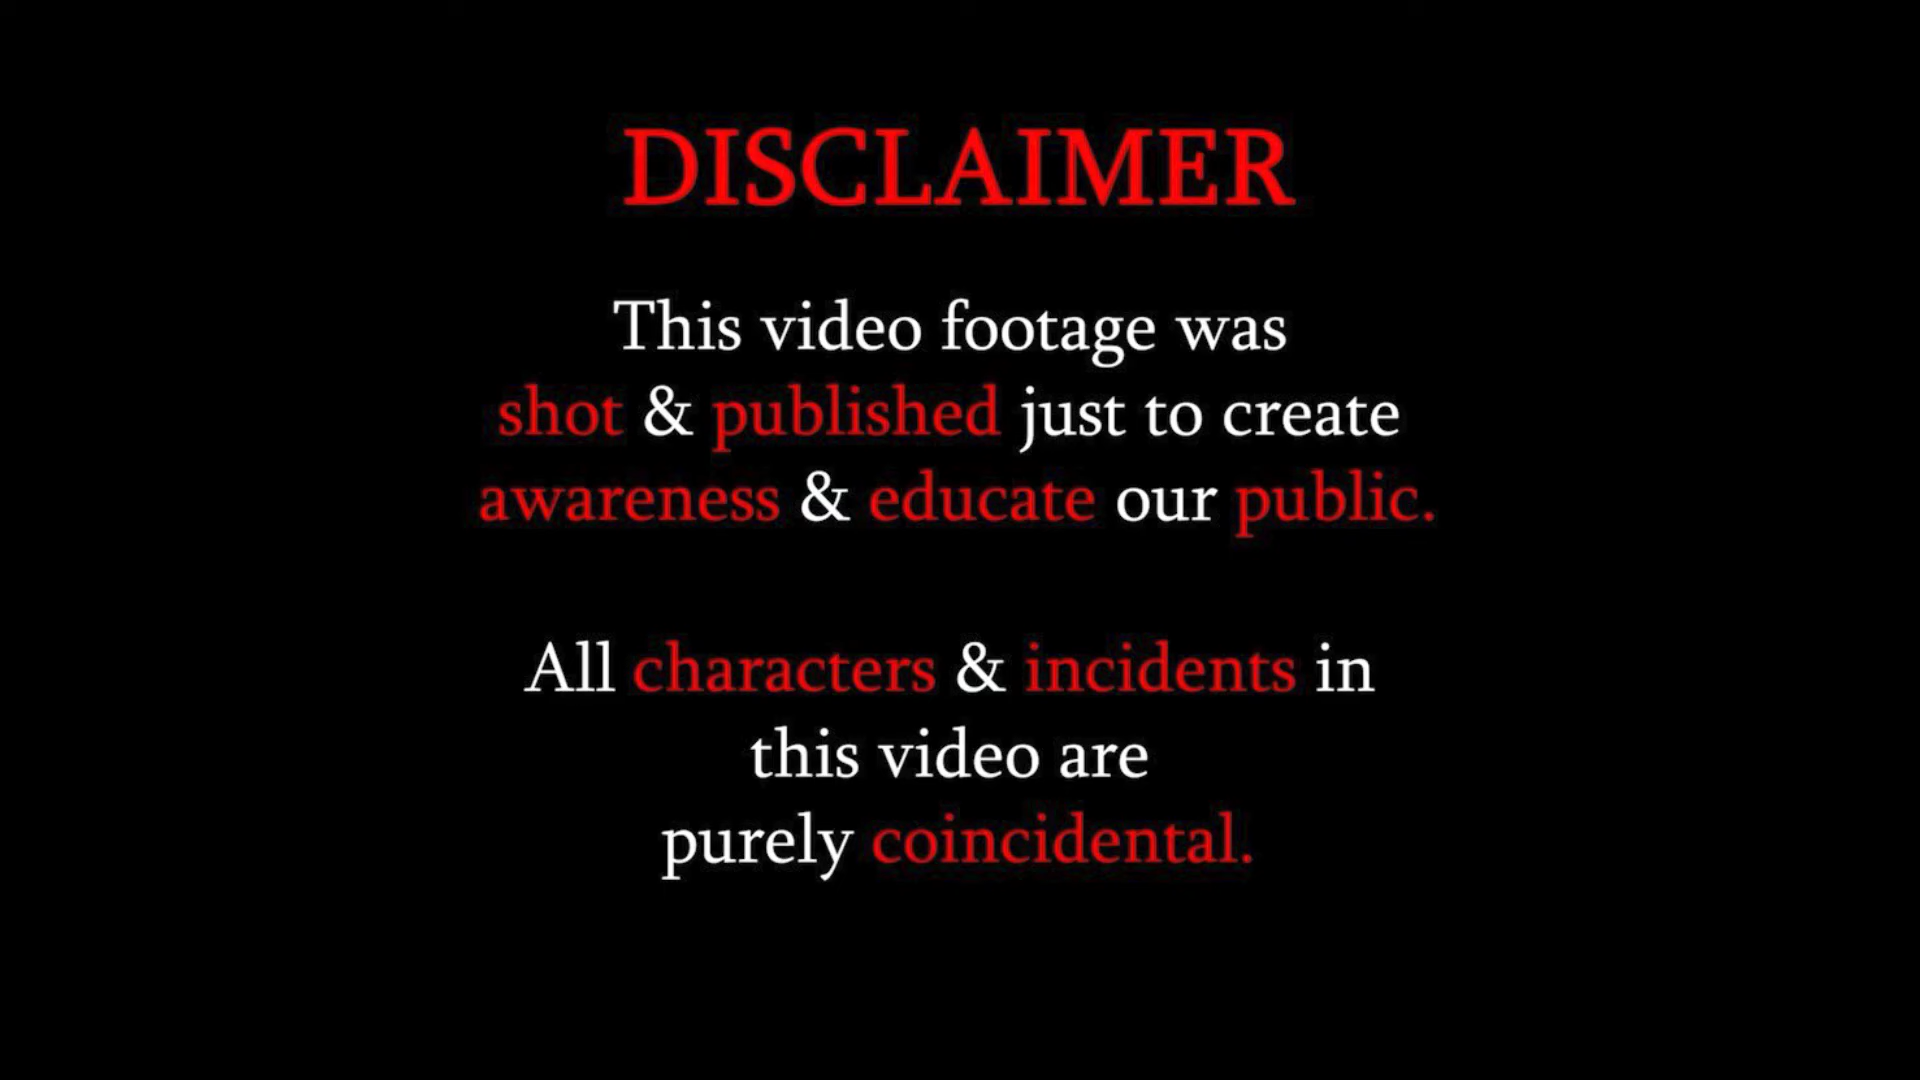 DISCLAIMER
This video footage was
shot & published just to create
awareness & educate our public.
All characters & incidents in
this video are
purely coincidental.